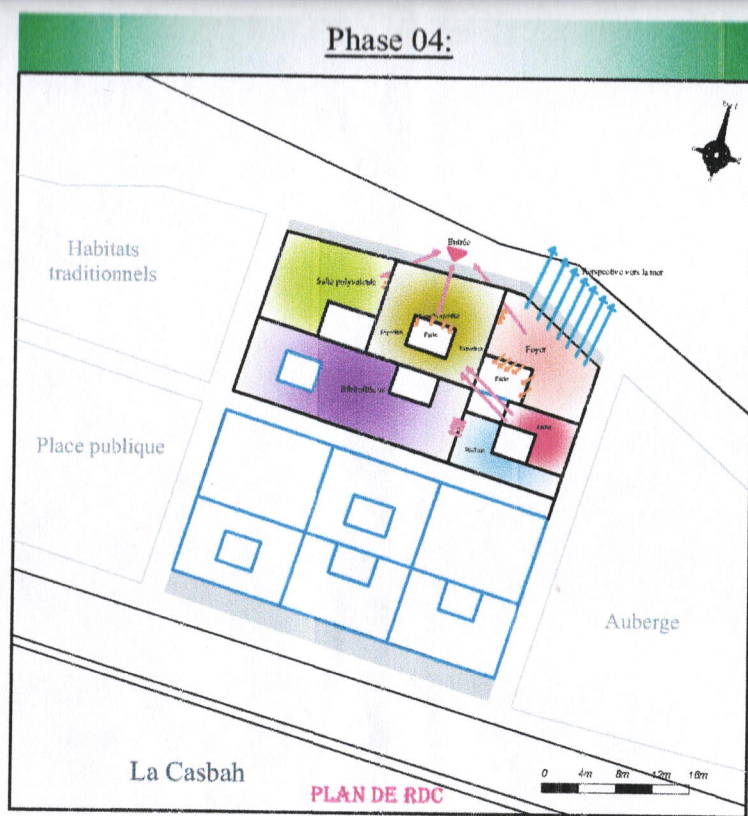 Phase 04:
Habitats
traditionnels
Entrée
Perspective vers la mer
Salle polyvalente
Patio
Foyer
Patio
Place publique
Auberge
La Casbah
PLAN DE RDC
0 4m 8m 12m 16m